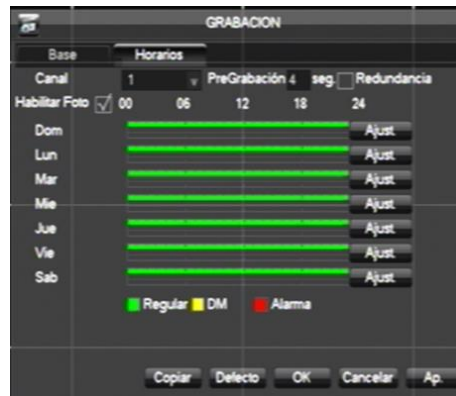 GRABACION
Base Horarios
Canal 1 PreGrabación 4 seg. Redundancia
Habilitar Foto 00 06 12 18 24
Dom Ajust.
Lun Ajust.
Mar Ajust.
Mie Ajust.
Jue Ajust.
Vie Ajust.
Sab Ajust.
Regular DM Alarma
Copiar Defecto OK Cancelar Ap.